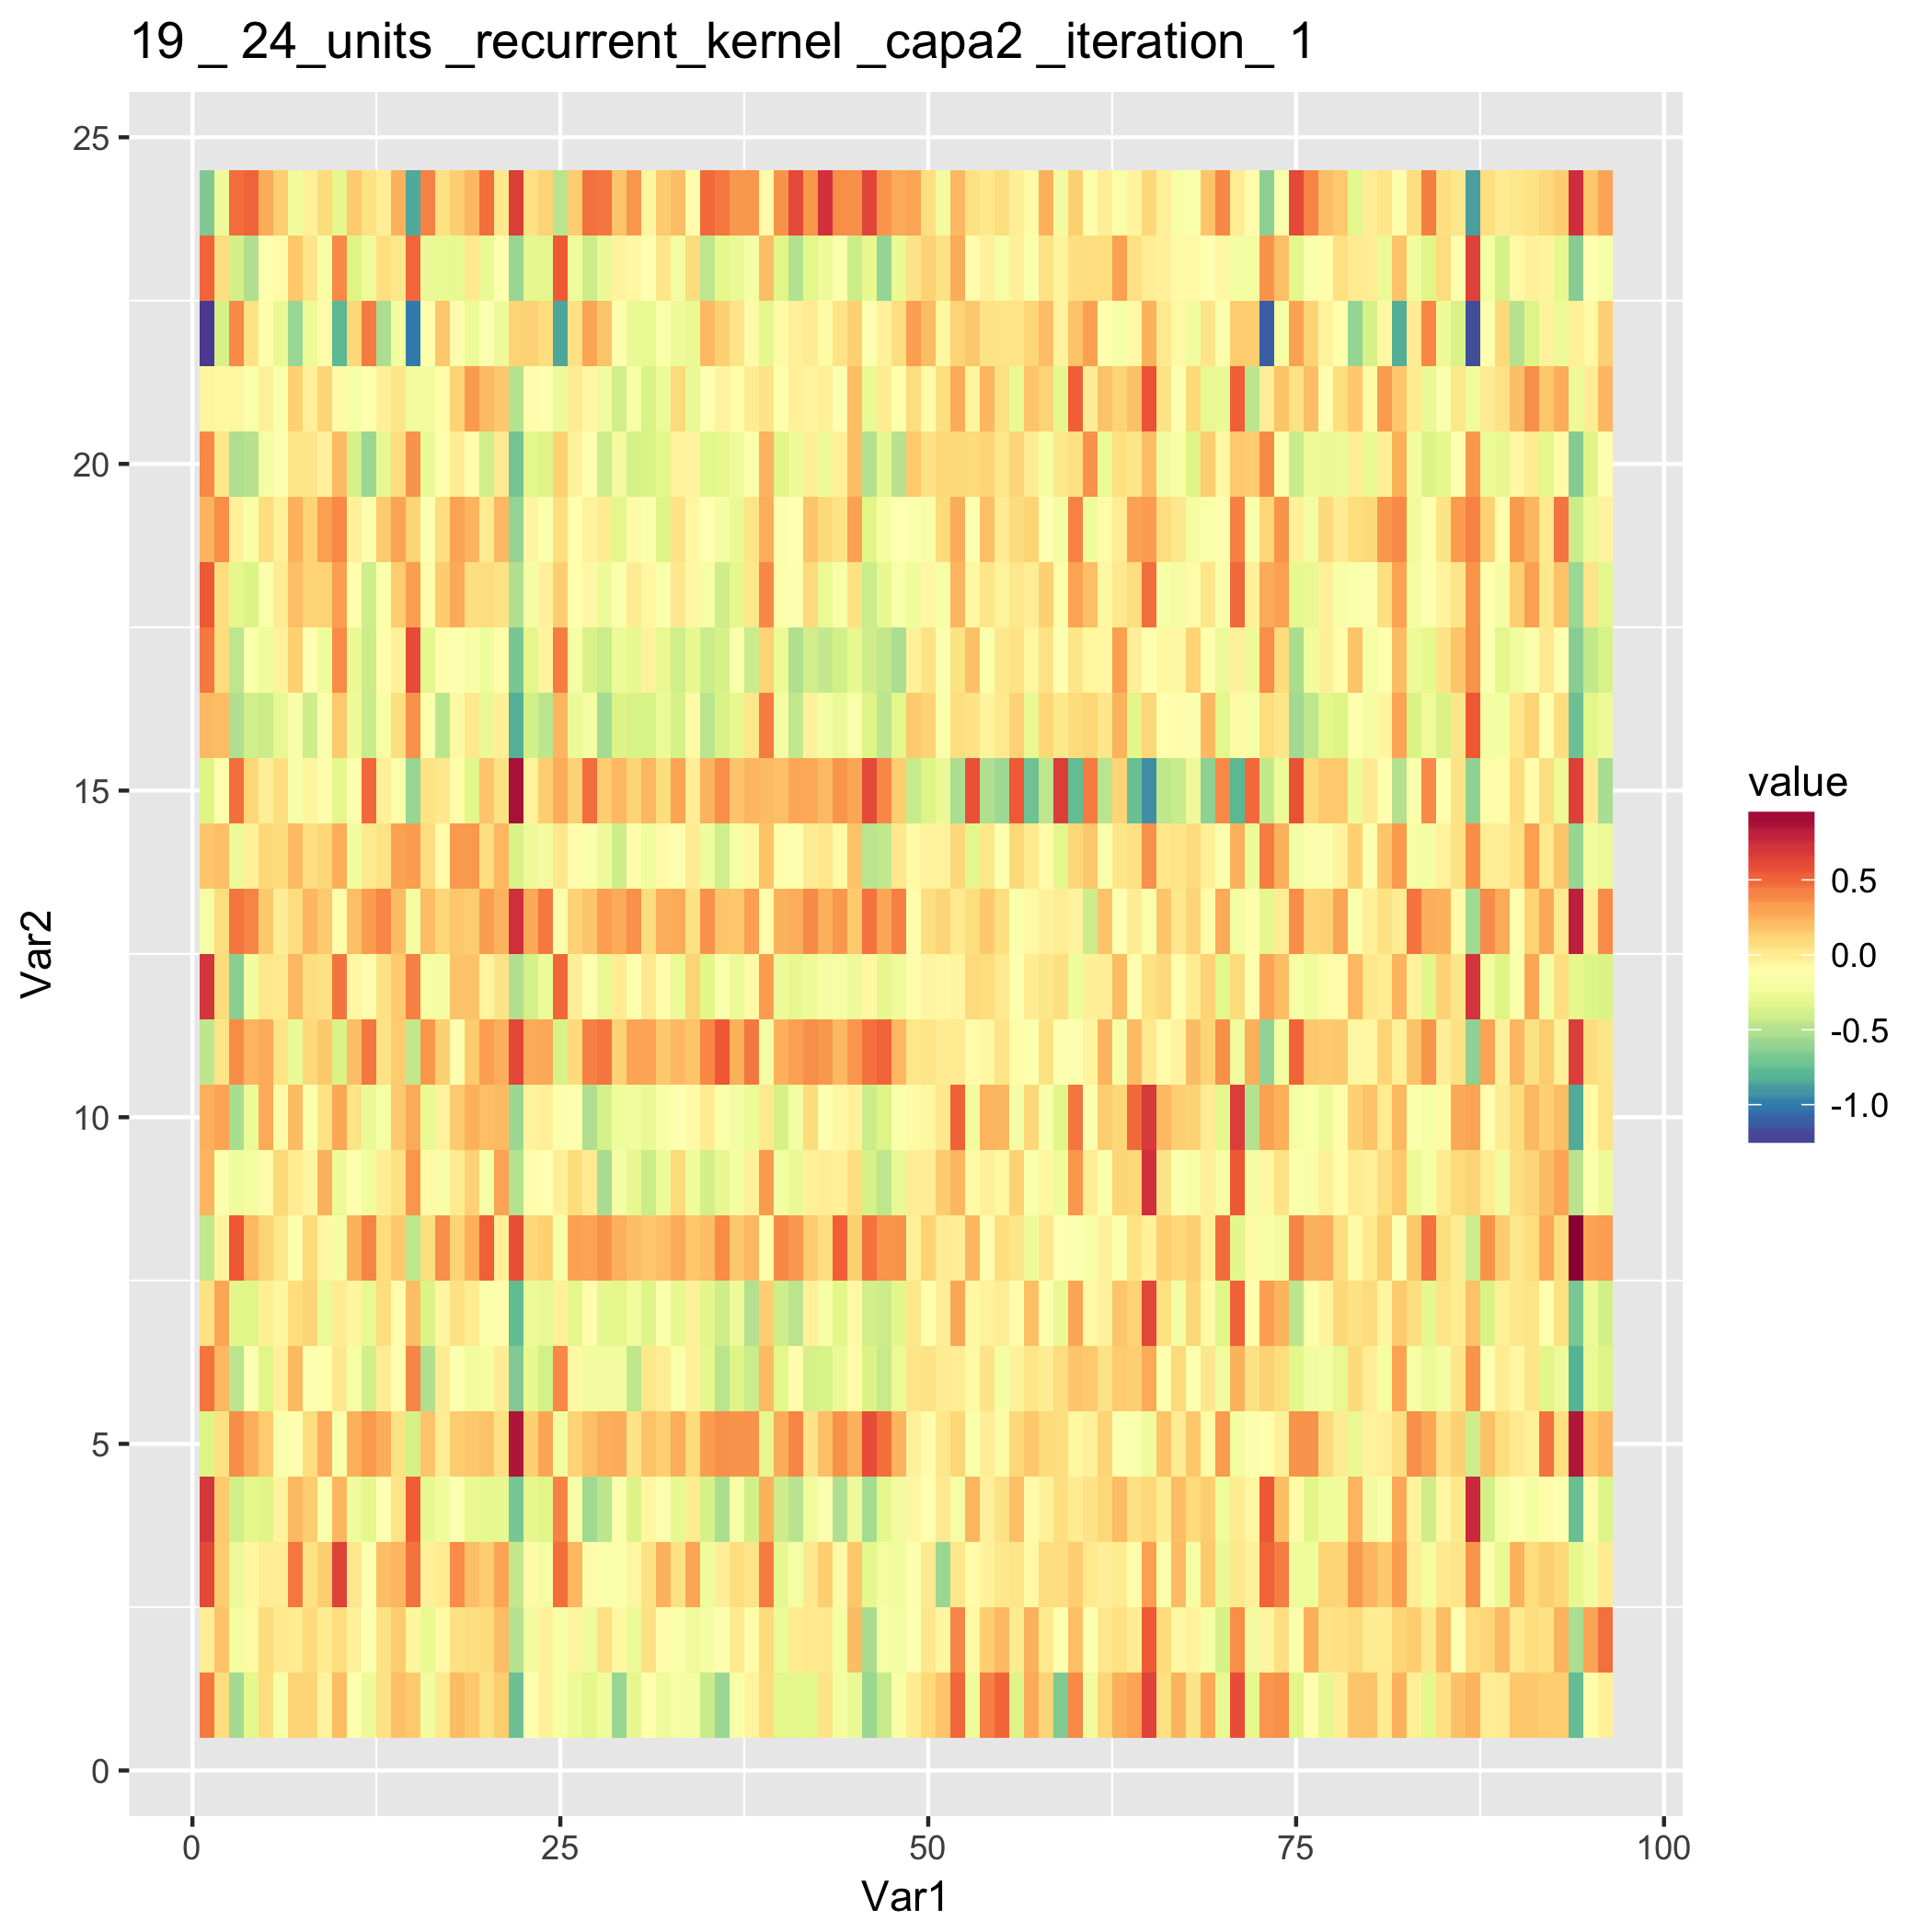 19 _ 24_units _recurrent_kernel _capa2 _iteration_ 1
25
20
15
10
5
0
Var2
0 25 50 75 100
Var1
value
0.5
0.0
-0.5
-1.0